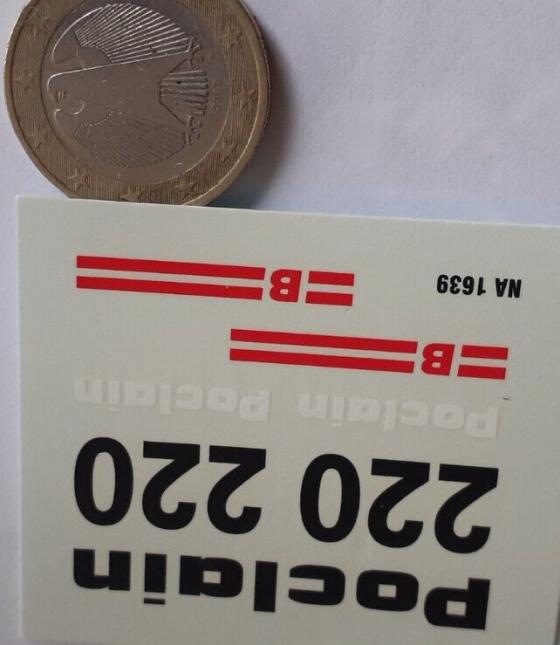 Poclain
220 220
Poclain Poclain
B
NA 1639 B